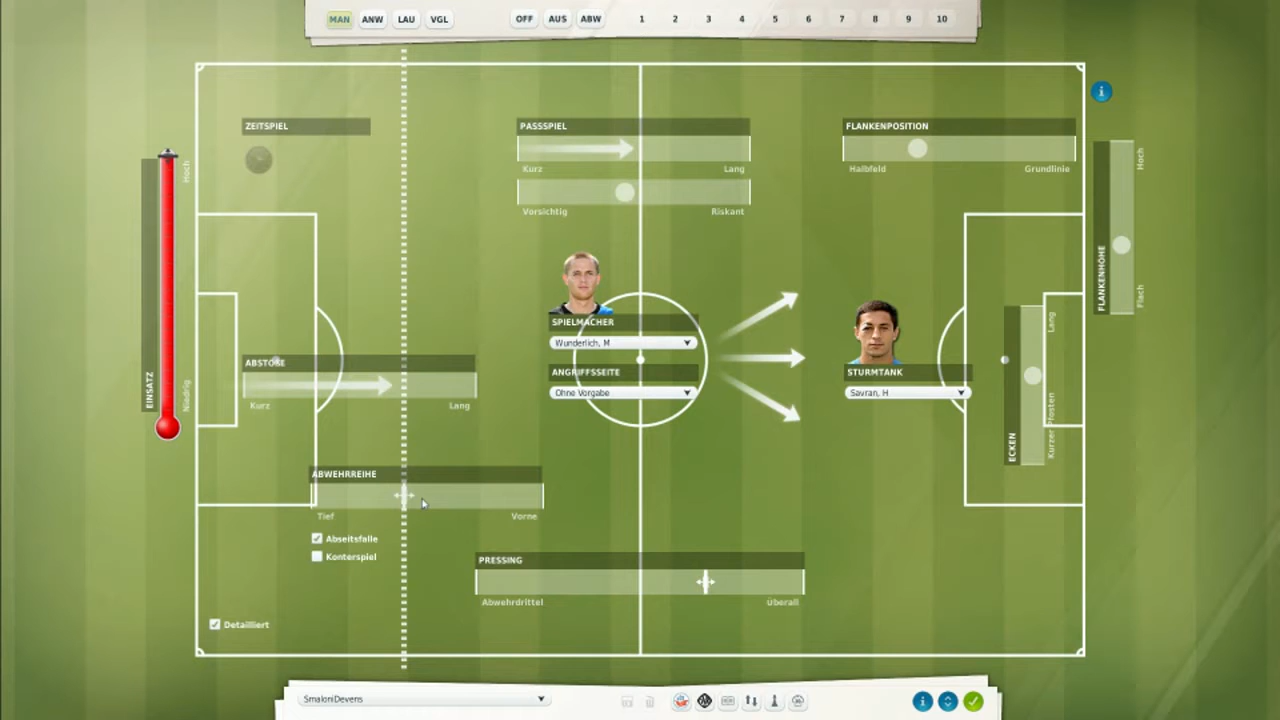 MAN ANW LAU VGL OFF AUS ABW 1 2 3 4 5 6 7 8 9 10
ZEITSPIEL
PASSSPIEL
Kurz Lang
Vorsichtig Riskant
FLANKENPOSITION
Halbfeld Grundlinie
Hoch
EINSATZ
Niedrig
Hoch
FLANKENHÖHE
Flach
SPIELMACHER
Wunderlich, M
ANGRIFFSSEITE
Ohne Vorgabe
STURMTANK
Savran, H
ABSTÖßE
Kurz Lang
Lang
ECKEN
Kurzer Pfosten
ABWEHRREIHE
Tief Vorne
Abseitsfalle
Konterspiel
PRESSING
Abwehrdrittel Überall
Detailliert
SmaloniDevens